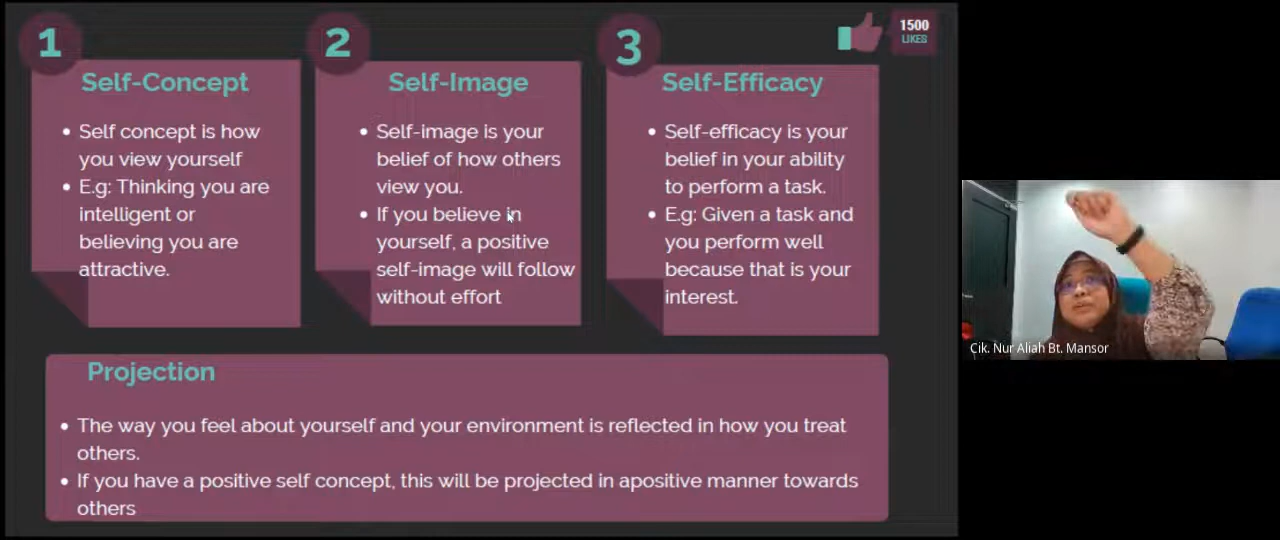 1
Self-Concept
Self concept is how
you view yourself
E.g: Thinking you are
intelligent or
believing you are
attractive.
2
Self-Image
Self-image is your
belief of how others
view you.
If you believe in
yourself, a positive
self-image will follow
without effort
3
Self-Efficacy
Self-efficacy is your
belief in your ability
to perform a task.
E.g: Given a task and
you perform well
because that is your
interest.
1500
LIKES
Projection
The way you feel about yourself and your environment is reflected in how you treat
others.
If you have a positive self concept, this will be projected in apositive manner towards
others
Cik. Nur Aliah Bt. Mansor